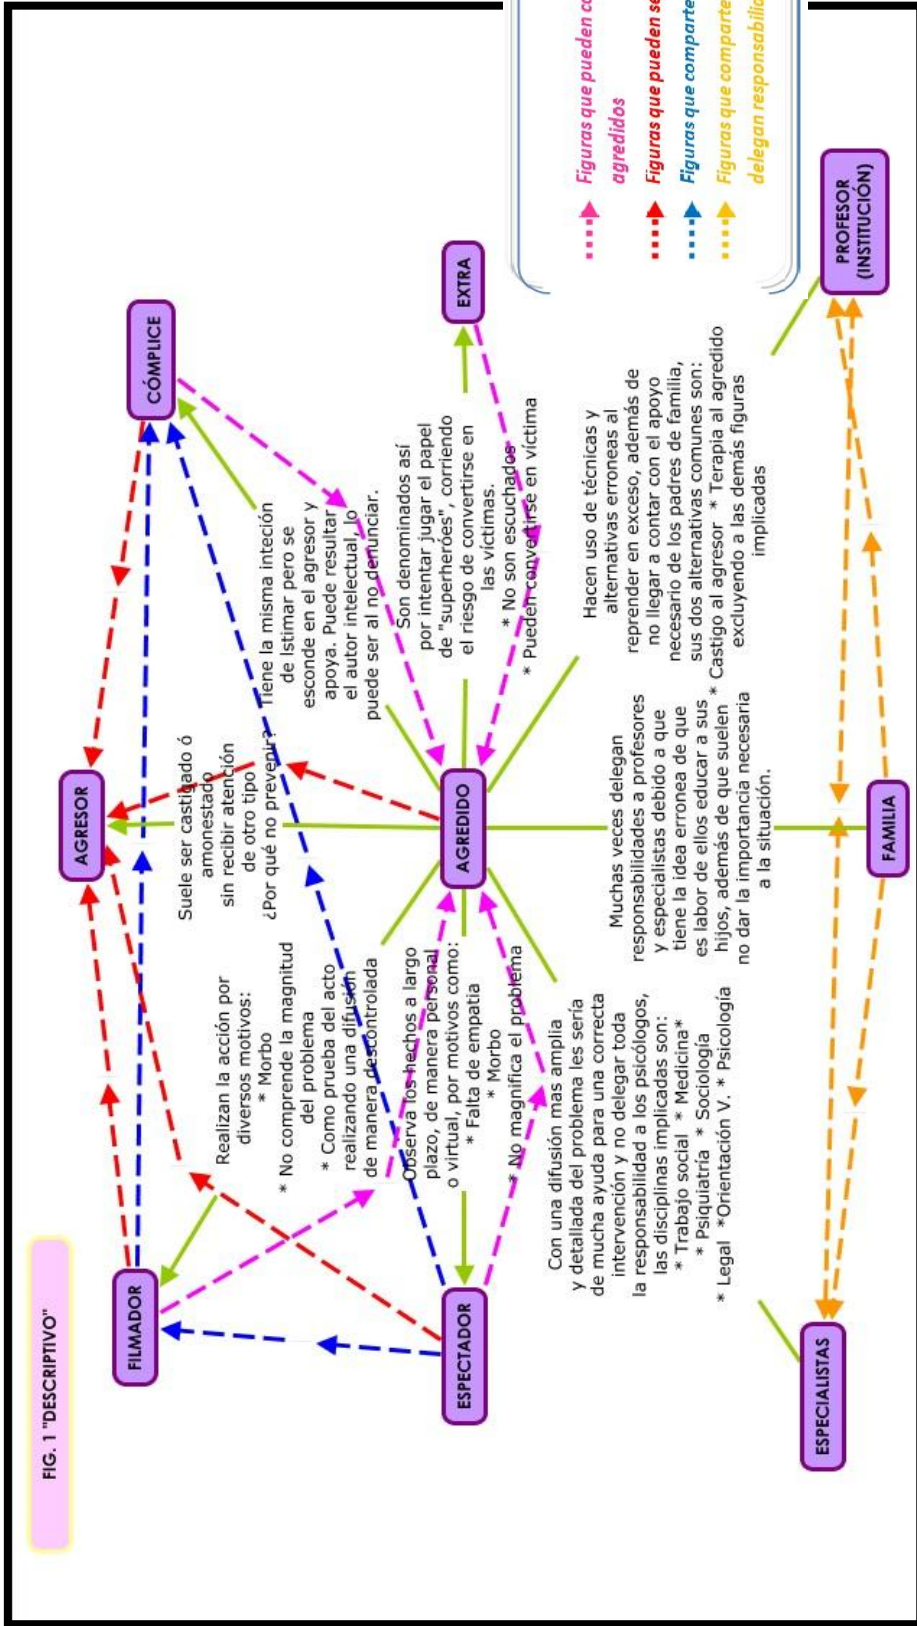 FIG. 1 "DESCRIPTIVO"
AGRESOR
FILMADOR
CÓMPLICE
Suele ser castigado ó
amonestado
sin recibir atención
de otro tipo
¿Por qué no prevenir?
Realizan la acción por
diversos motivos:
* Morbo
* No comprende la magnitud
del problema
* Como prueba del acto
realizando una difusión
de manera descontrolada
Tiene la misma inteción
de lstimar pero se
esconde en el agresor y
apoya. Puede resultar
el autor intelectual, lo
puede ser al no denunciar.
Observa los hechos a largo
plazo, de manera personal
o virtual, por motivos como:
* Falta de empatia
* Morbo
* No magnifica el problema
Son denominados así
por intentar jugar el papel
de "superheróes", corriendo
el riesgo de convertirse en
las víctimas.
* No son escuchados
* Pueden convertirse en víctima
ESPECTADOR
AGREDIDO
EXTRA
Con una difusión mas amplia
y detallada del problema les sería
de mucha ayuda para una correcta
intervención y no delegar toda
la responsabilidad a los psicólogos,
las disciplinas implicadas son:
* Trabajo social * Medicina*
* Psiquiatría * Sociología
* Legal *Orientación V. * Psicología
Muchas veces delegan
responsabilidades a profesores
y especialistas debido a que
tiene la idea erronea de que
es labor de ellos educar a sus
hijos, además de que suelen
no dar la importancia necesaria
a la situación.
Hacen uso de técnicas y
alternativas erroneas al
reprender en exceso, además de
no llegar a contar con el apoyo
necesario de los padres de familia,
sus dos alternativas comunes son:
* Castigo al agresor * Terapia al agredido
excluyendo a las demás figuras
implicadas
ESPECIALISTAS
FAMILIA
PROFESOR
(INSTITUCIÓN)
Figuras que pueden
agredidos
Figuras que pueden
Figuras que
Figuras que
delegan